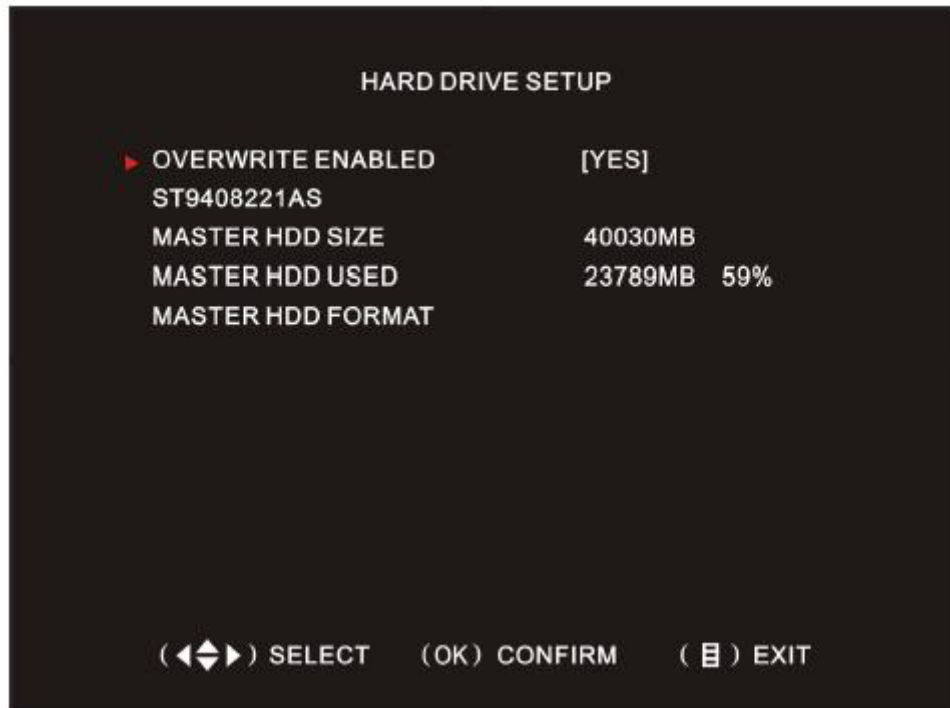 HARD DRIVE SETUP
OVERWRITE ENABLED [YES]
ST9408221AS
MASTER HDD SIZE 40030MB
MASTER HDD USED 23789MB 59%
MASTER HDD FORMAT
(◀◆▶) SELECT (OK) CONFIRM (目) EXIT